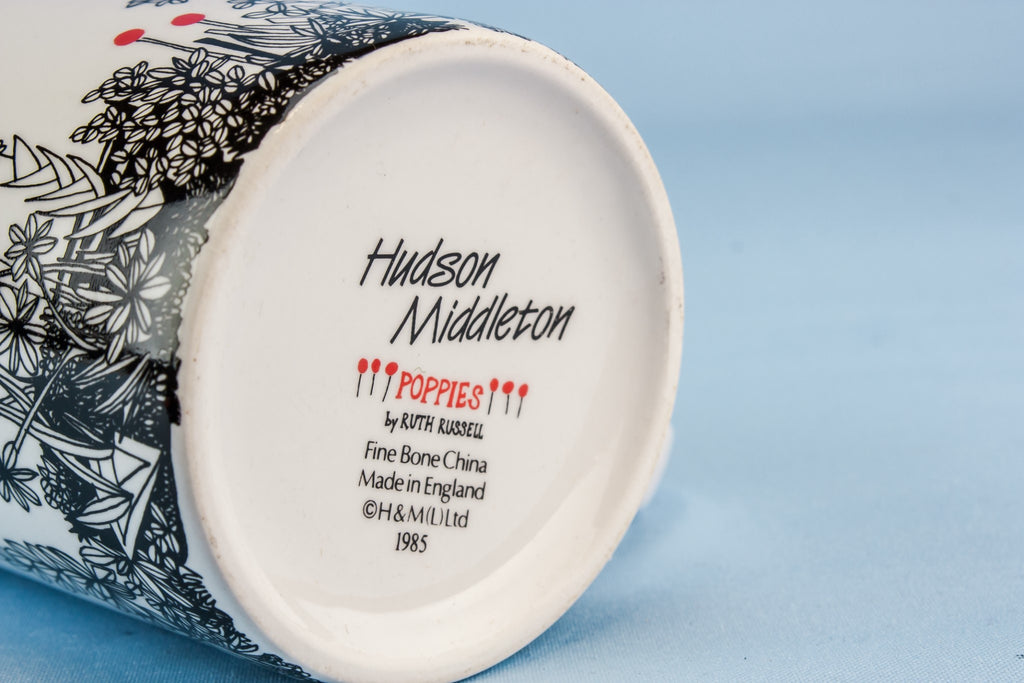 Hudson
Middleton
POPPIES
by RUTH RUSSELL
Fine Bone China
Made in England
©H&M(L)Ltd
1985